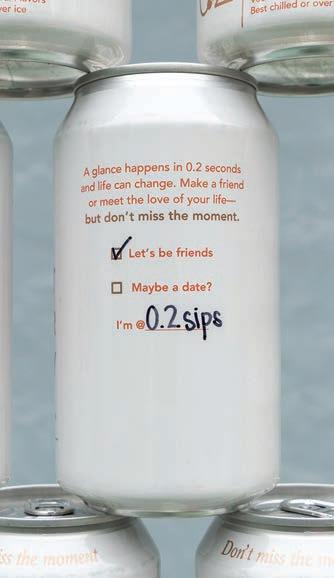 ver ice
Best chilled or over
A glance happens in 0.2 seconds
and life can change. Make a friend
or meet the love of your life—
but don't miss the moment.
Let's be friends
Maybe a date?
I'm @0.2sips
ss the moment
Don't miss the m